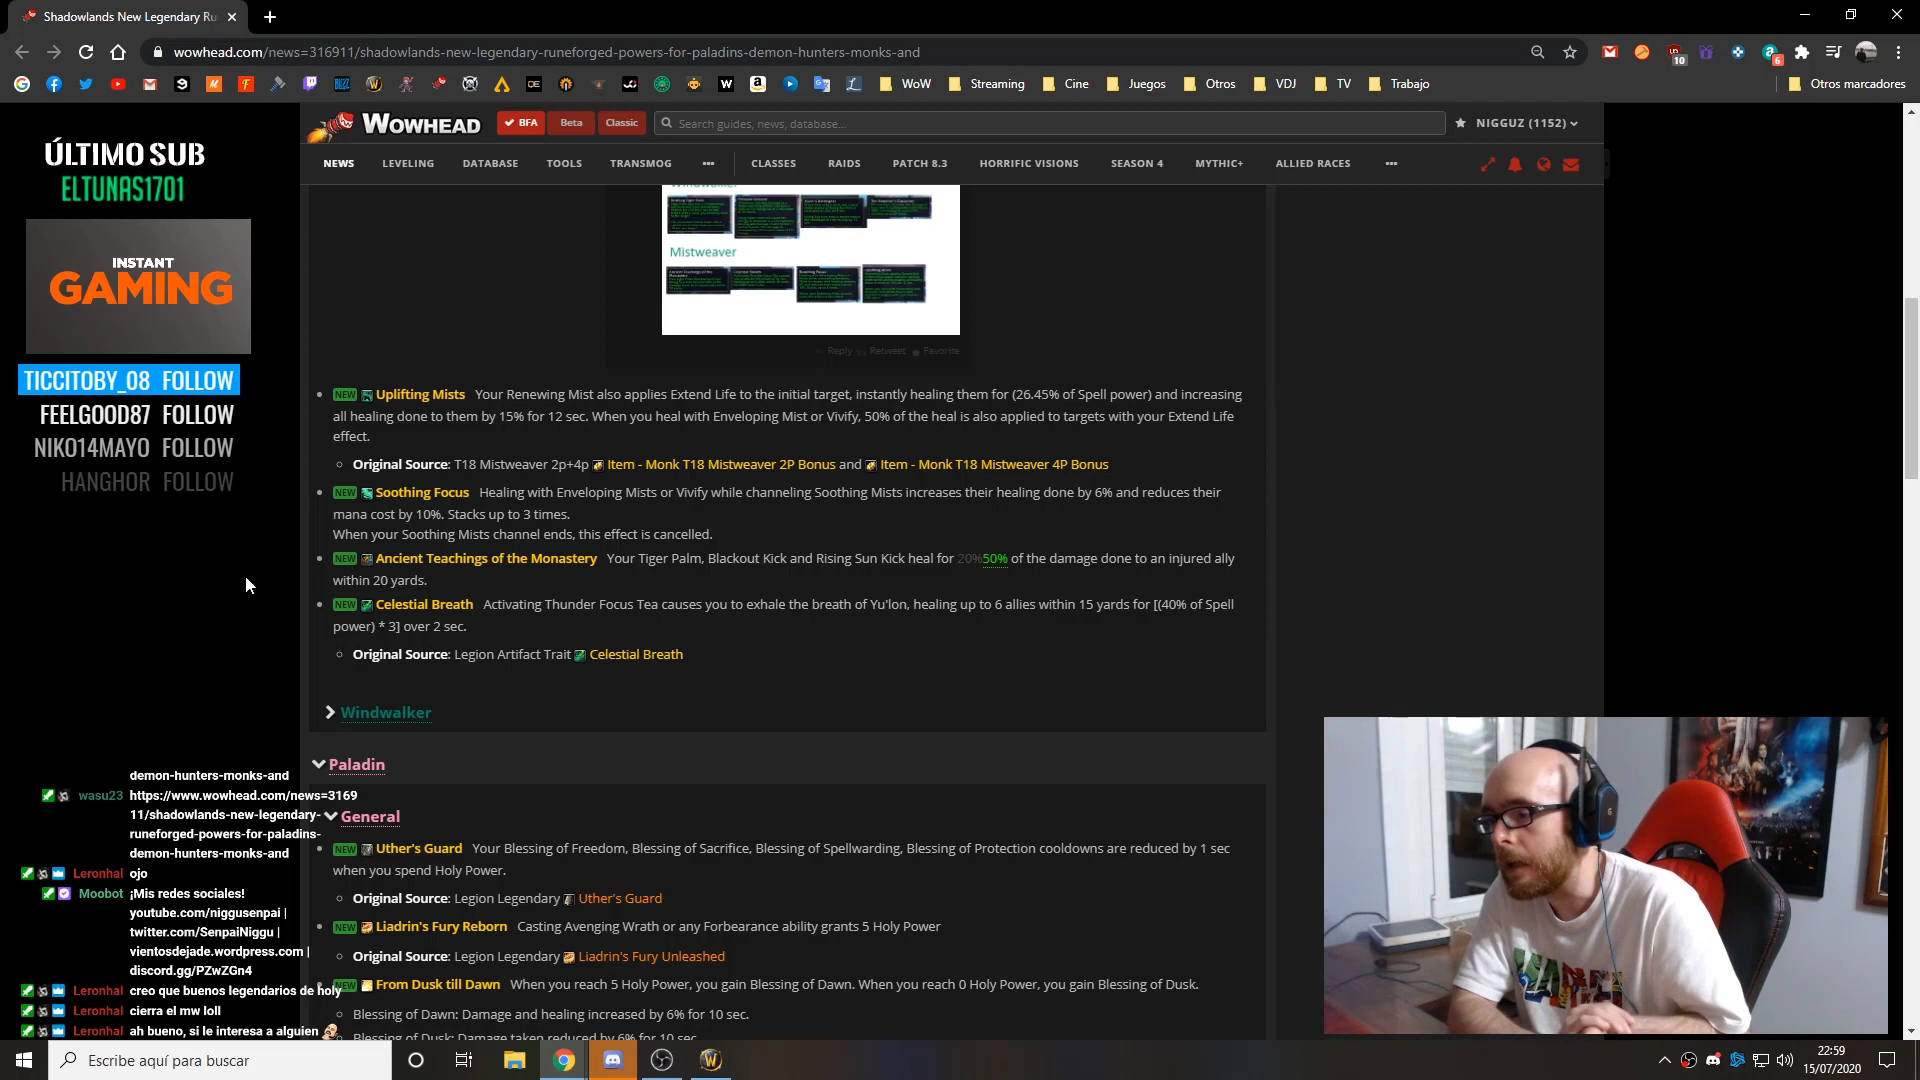 Shadowlands New Legendary Ru
wowhead.com/news=316911/shadowlands-new-legendary-runeforged-powers-for-paladins-demon-hunters-monks-and
10
6
WoW Streaming Cine Juegos Otros VDJ TV Trabajo Otros marcadores
WOWHEAD BFA Beta Classic Search guides, news, database... NIGGUZ (1152)
NEWS LEVELING DATABASE TOOLS TRANSMOG ••• CLASSES RAIDS PATCH 8.3 HORRIFIC VISIONS SEASON 4 MYTHIC+ ALLIED RACES •••
ÚLTIMO SUB
ELTUNAS1701
INSTANT
GAMING
TICCITOBY_08 FOLLOW
FEELGOOD87 FOLLOW
NIKO14MAYO FOLLOW
HANGHOR FOLLOW
Windwalker
Mistweaver
Reply Retweet Favorite
NEW Uplifting Mists Your Renewing Mist also applies Extend Life to the initial target, instantly healing them for (26.45% of Spell power) and increasing
all healing done to them by 15% for 12 sec. When you heal with Enveloping Mist or Vivify, 50% of the heal is also applied to targets with your Extend Life
effect.
Original Source: T18 Mistweaver 2p+4p Item - Monk T18 Mistweaver 2P Bonus and Item - Monk T18 Mistweaver 4P Bonus
NEW Soothing Focus Healing with Enveloping Mists or Vivify while channeling Soothing Mists increases their healing done by 6% and reduces their
mana cost by 10%. Stacks up to 3 times.
When your Soothing Mists channel ends, this effect is cancelled.
NEW Ancient Teachings of the Monastery Your Tiger Palm, Blackout Kick and Rising Sun Kick heal for 20%50% of the damage done to an injured ally
within 20 yards.
NEW Celestial Breath Activating Thunder Focus Tea causes you to exhale the breath of Yu'lon, healing up to 6 allies within 15 yards for [(40% of Spell
power) * 3] over 2 sec.
Original Source: Legion Artifact Trait Celestial Breath
Windwalker
Paladin
General
NEW Uther's Guard Your Blessing of Freedom, Blessing of Sacrifice, Blessing of Spellwarding, Blessing of Protection cooldowns are reduced by 1 sec
when you spend Holy Power.
Original Source: Legion Legendary Uther's Guard
NEW Liadrin's Fury Reborn Casting Avenging Wrath or any Forbearance ability grants 5 Holy Power
Original Source: Legion Legendary Liadrin's Fury Unleashed
NEW From Dusk till Dawn When you reach 5 Holy Power, you gain Blessing of Dawn. When you reach 0 Holy Power, you gain Blessing of Dusk.
Blessing of Dawn: Damage and healing increased by 6% for 10 sec.
Blessing of Dusk: Damage taken reduced by 6% for 10 sec
demon-hunters-monks-and
wasu23 https://www.wowhead.com/news=3169
11/shadowlands-new-legendary-
runeforged-powers-for-paladins-
demon-hunters-monks-and
Leronhal ojo
Moobot ¡Mis redes sociales!
youtube.com/niggusenpai |
twitter.com/SenpaiNiggu |
vientosdejade.wordpress.com |
discord.gg/PZwZGn4
Leronhal creo que buenos legendarios de holy
Leronhal cierra el mw loll
Leronhal ah bueno, si le interesa a alguien
Escribe aquí para buscar
22:59
15/07/2020